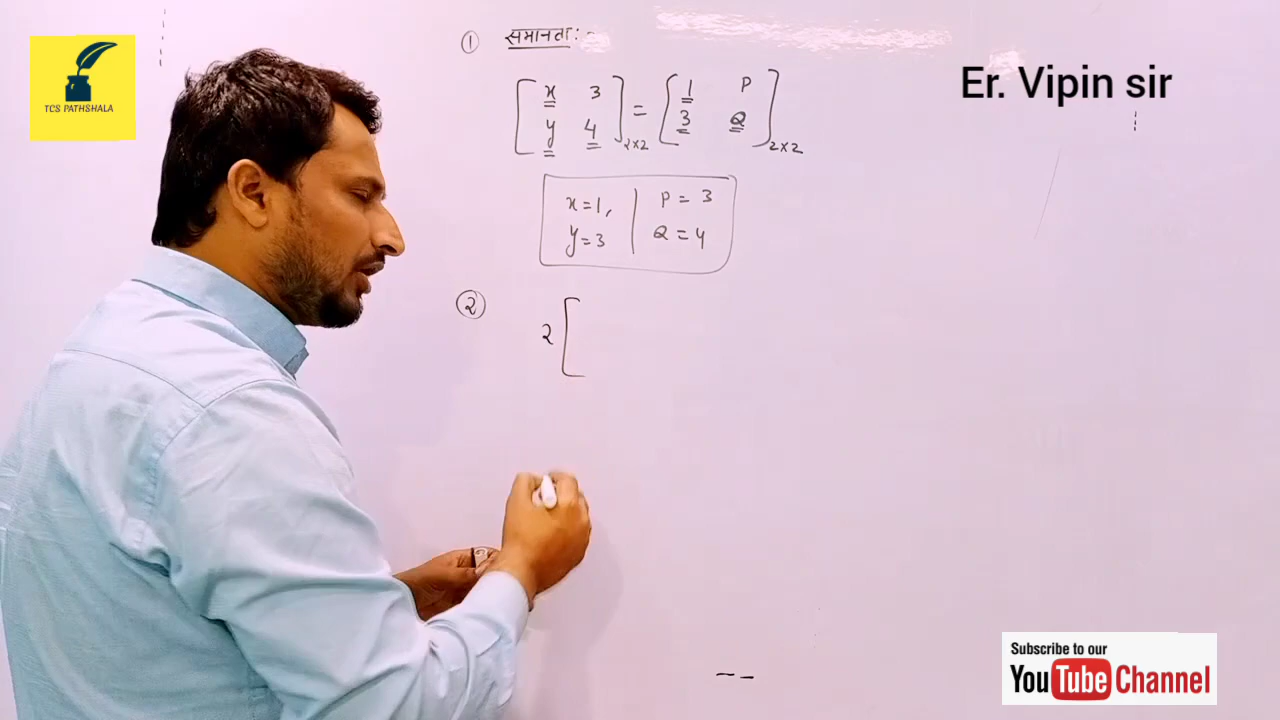 TCS PATHSHALA
① समानता:-
[x 3] = [1 P]
[y 4]2×2 [3 Q]2×2
x=1, | P = 3
y=3 | Q = 4
② 2[
Er. Vipin sir
Subscribe to our
YouTube Channel